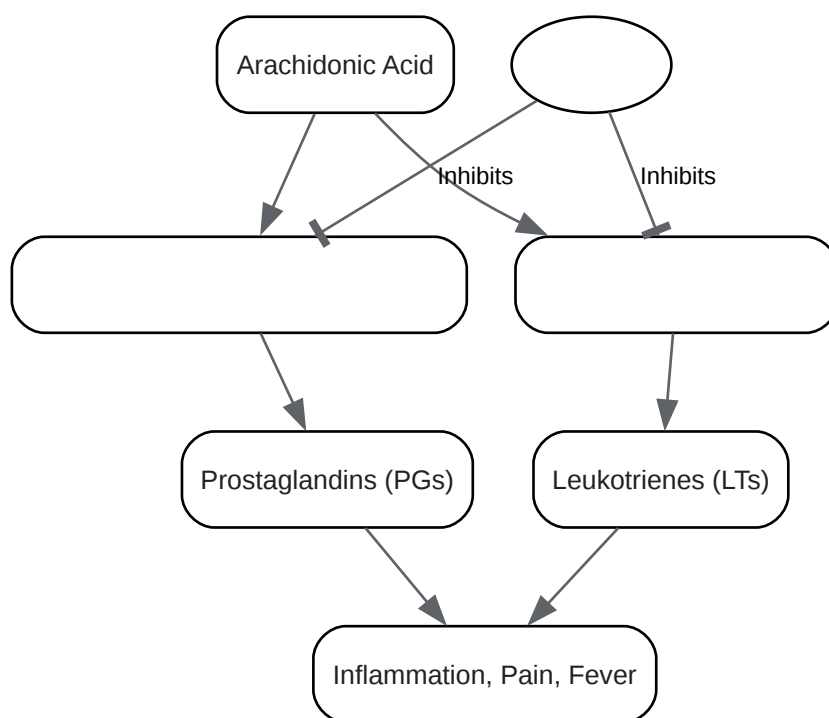 Arachidonic Acid
Inhibits
Inhibits
Prostaglandins (PGs)
Leukotrienes (LTs)
Inflammation, Pain, Fever